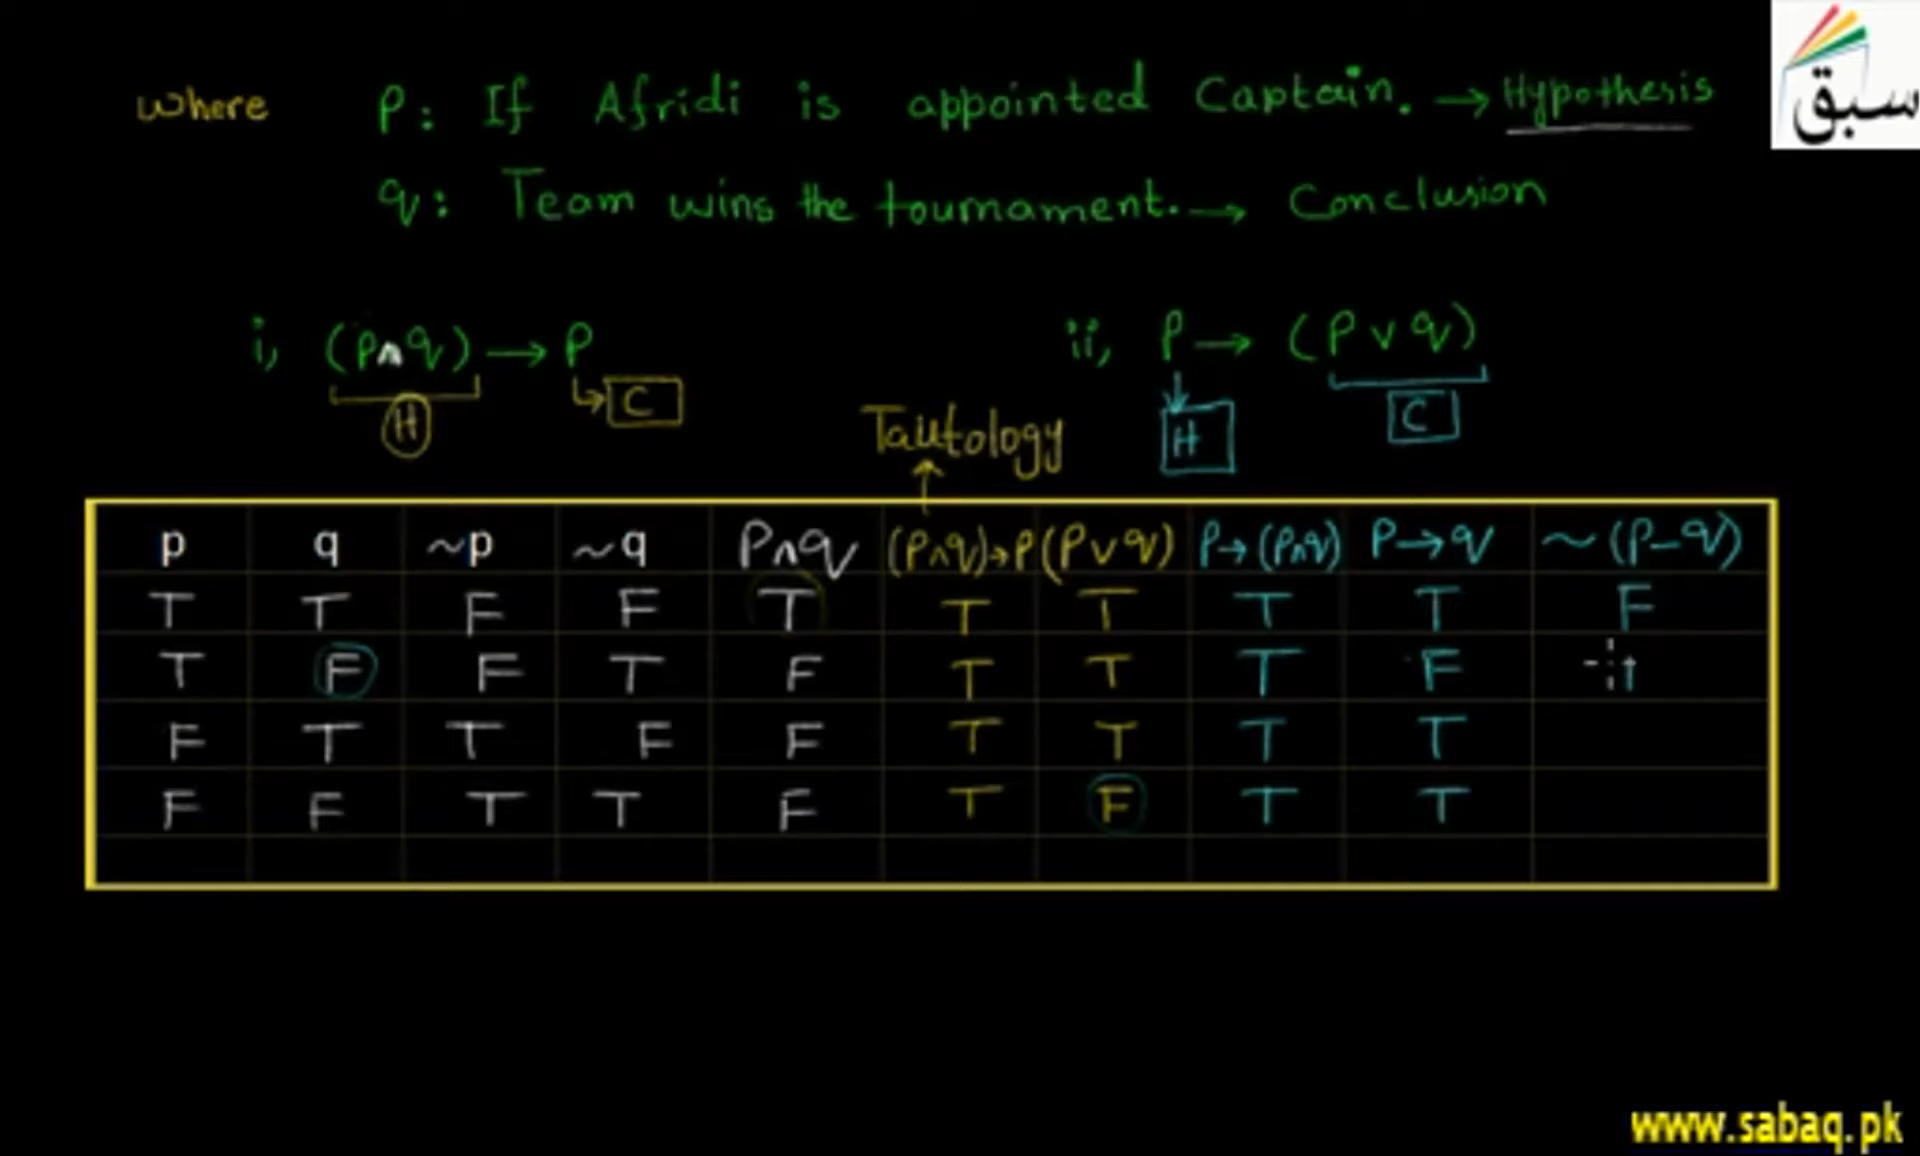 سبق
where p: If Afridi is appointed Captain. → Hypothesis
q: Team wins the tournament. → Conclusion
i, (p∧q) → p ii, p → (p∨q)
H C H C
Tautology
p q ~p ~q p∧q (p∧q)→p (p∨q) p→(p∧q) p→q ~(p–q)
T T F F T T T T T F
T F F T F T T T F
F T T F F T T T T
F F T T F T F T T
www.sabaq.pk